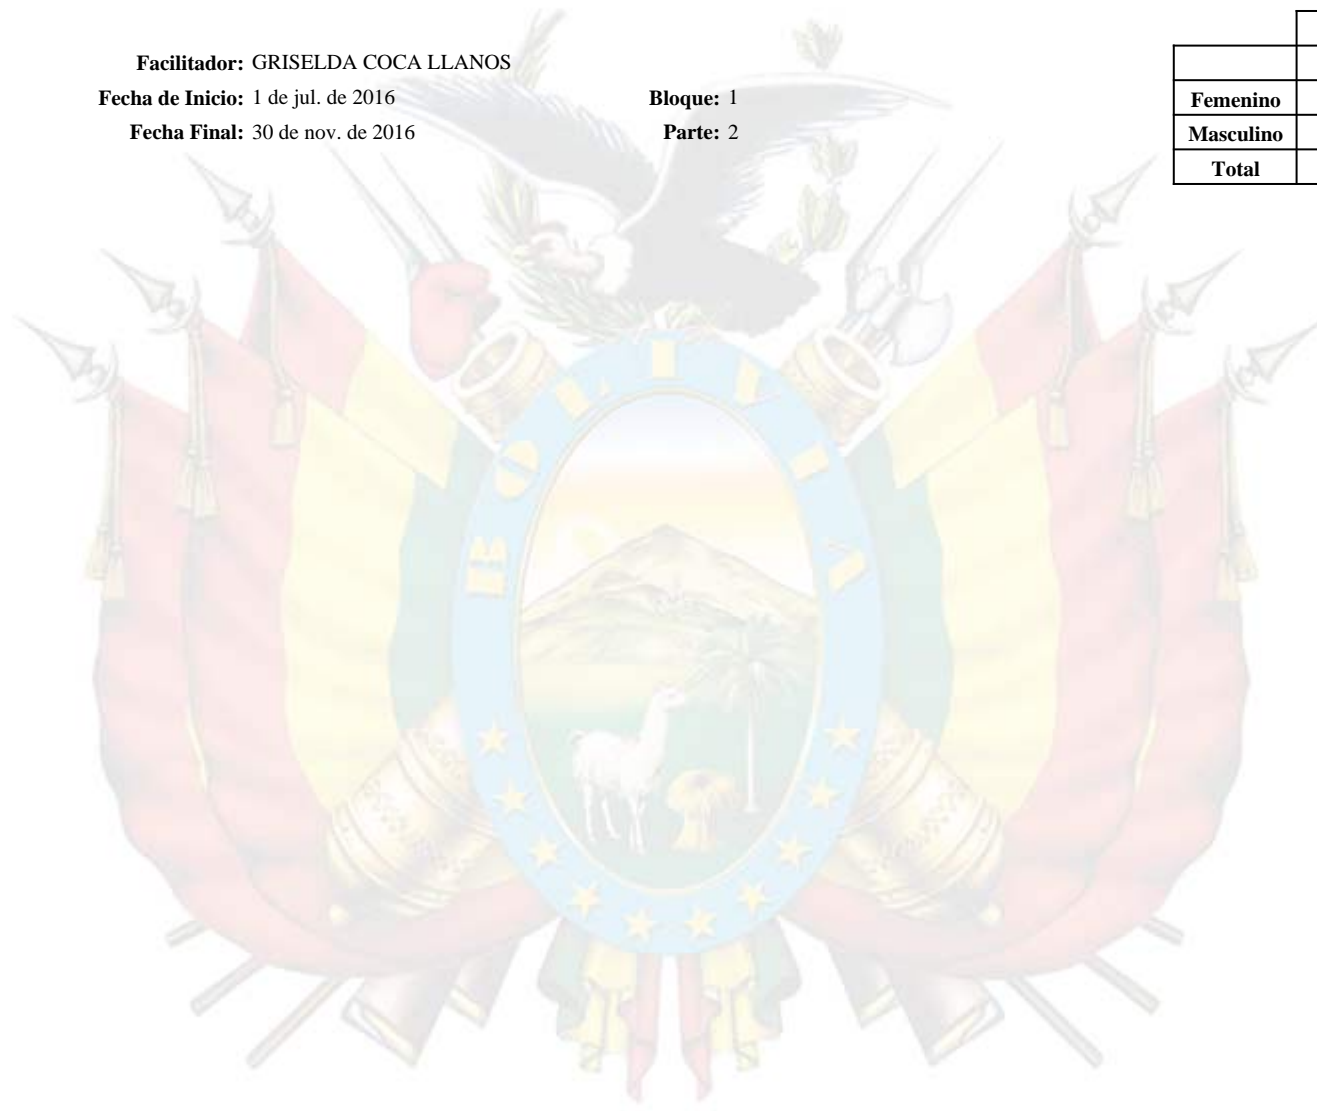 Facilitador: GRISELDA COCA LLANOS
Fecha de Inicio: 1 de jul. de 2016 Bloque: 1
Fecha Final: 30 de nov. de 2016 Parte: 2
Femenino
Masculino
Total
BOLIVIA